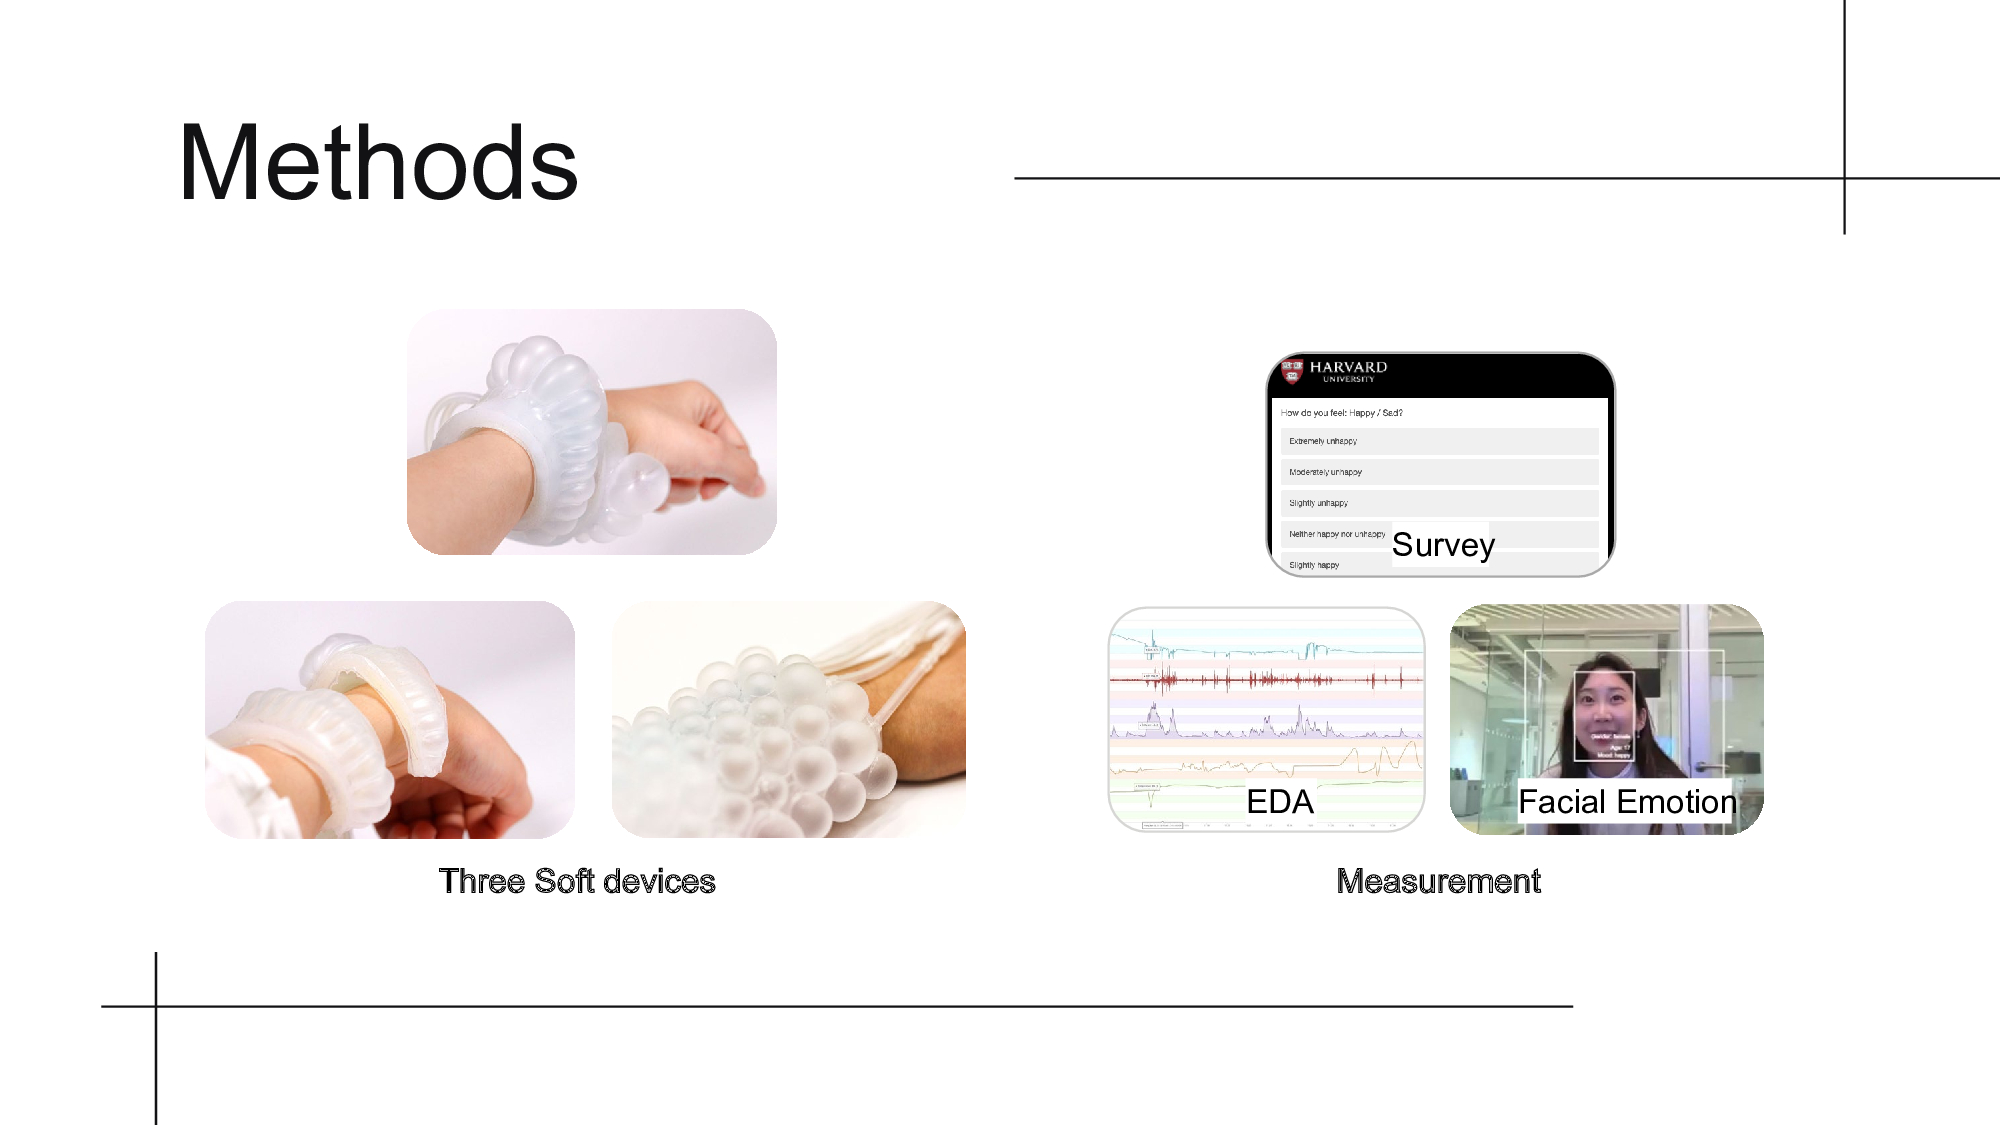 Methods
HARVARD
UNIVERSITY
How do you feel: Happy / Sad?
Extremely unhappy
Moderately unhappy
Slightly unhappy
Neither happy nor unhappy
Survey
Slightly happy
Gender: female
Age: 17
Mood: happy
EDA
Facial Emotion
Three Soft devices
Measurement